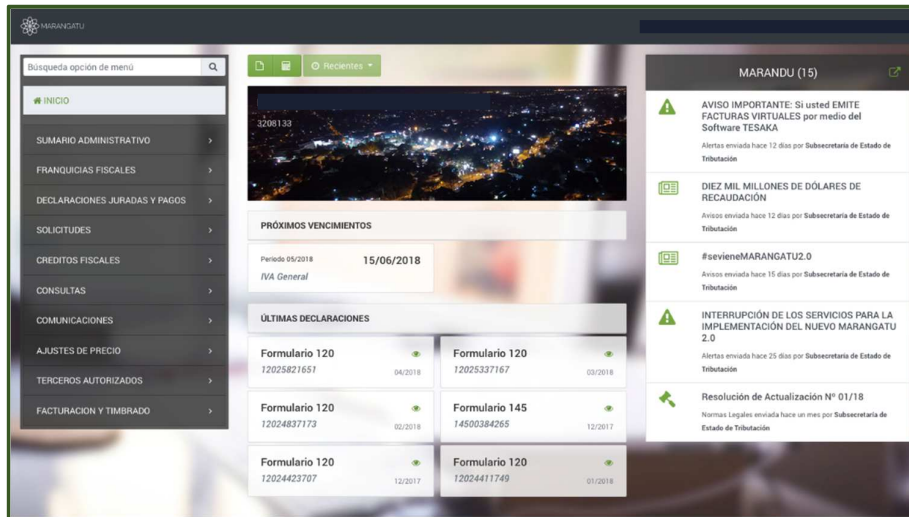 MARANGATU
Búsqueda opción de menú
INICIO
SUMARIO ADMINISTRATIVO
FRANQUICIAS FISCALES
DECLARACIONES JURADAS Y PAGOS
SOLICITUDES
CREDITOS FISCALES
CONSULTAS
COMUNICACIONES
AJUSTES DE PRECIO
TERCEROS AUTORIZADOS
FACTURACION Y TIMBRADO
Recientes
3208133
PRÓXIMOS VENCIMIENTOS
Periodo 05/2018 15/06/2018
IVA General
ÚLTIMAS DECLARACIONES
Formulario 120
12025821651 04/2018
Formulario 120
12025337167 03/2018
Formulario 120
12024837173 02/2018
Formulario 145
14500384265 12/2017
Formulario 120
12024423707 12/2017
Formulario 120
12024411749 01/2018
MARANDU (15)
AVISO IMPORTANTE: Si usted EMITE
FACTURAS VIRTUALES por medio del
Software TESAKA
Alertas enviada hace 12 días por Subsecretaría de Estado de
Tributación
DIEZ MIL MILLONES DE DÓLARES DE
RECAUDACIÓN
Avisos enviada hace 12 días por Subsecretaría de Estado de
Tributación
#sevieneMARANGATU2.0
Avisos enviada hace 15 días por Subsecretaría de Estado de
Tributación
INTERRUPCIÓN DE LOS SERVICIOS PARA LA
IMPLEMENTACIÓN DEL NUEVO MARANGATU
2.0
Alertas enviada hace 25 días por Subsecretaría de Estado de
Tributación
Resolución de Actualización Nº 01/18
Normas Legales enviada hace un mes por Subsecretaría de
Estado de Tributación